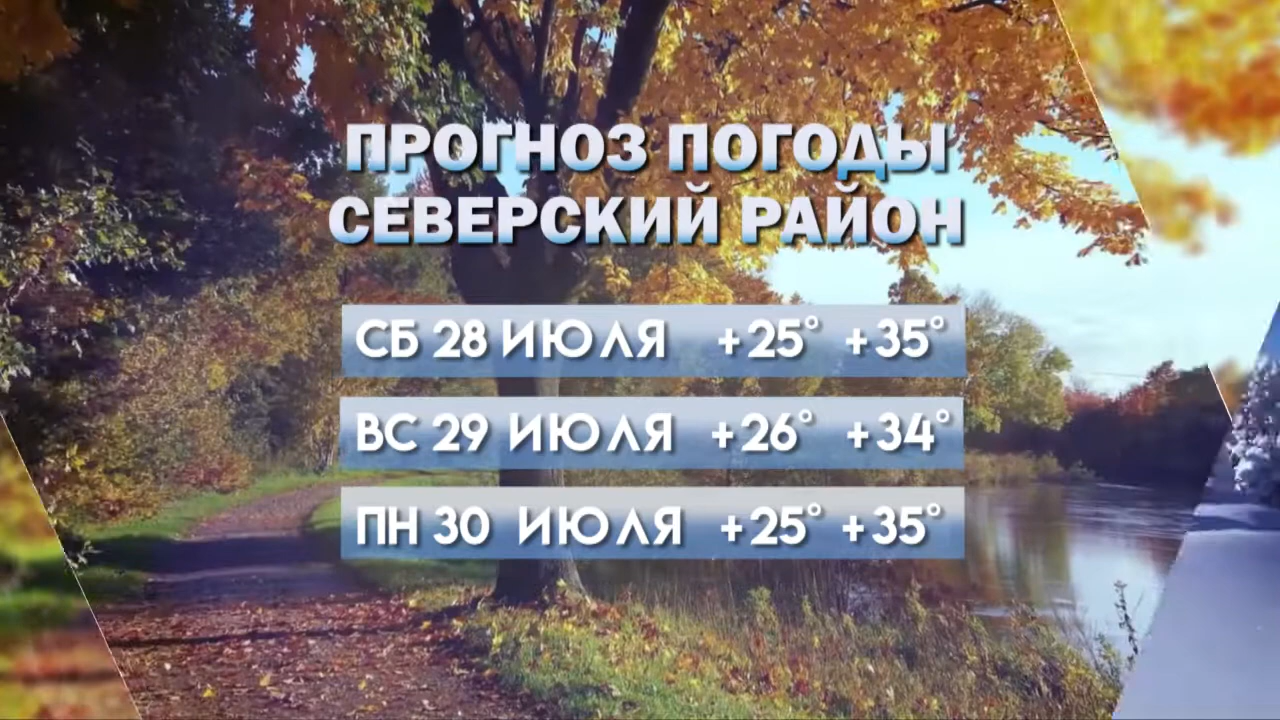 ПРОГНОЗ ПОГОДЫ
СЕВЕРСКИЙ РАЙОН
СБ 28 ИЮЛЯ +25° +35°
ВС 29 ИЮЛЯ +26° +34°
ПН 30 ИЮЛЯ +25° +35°